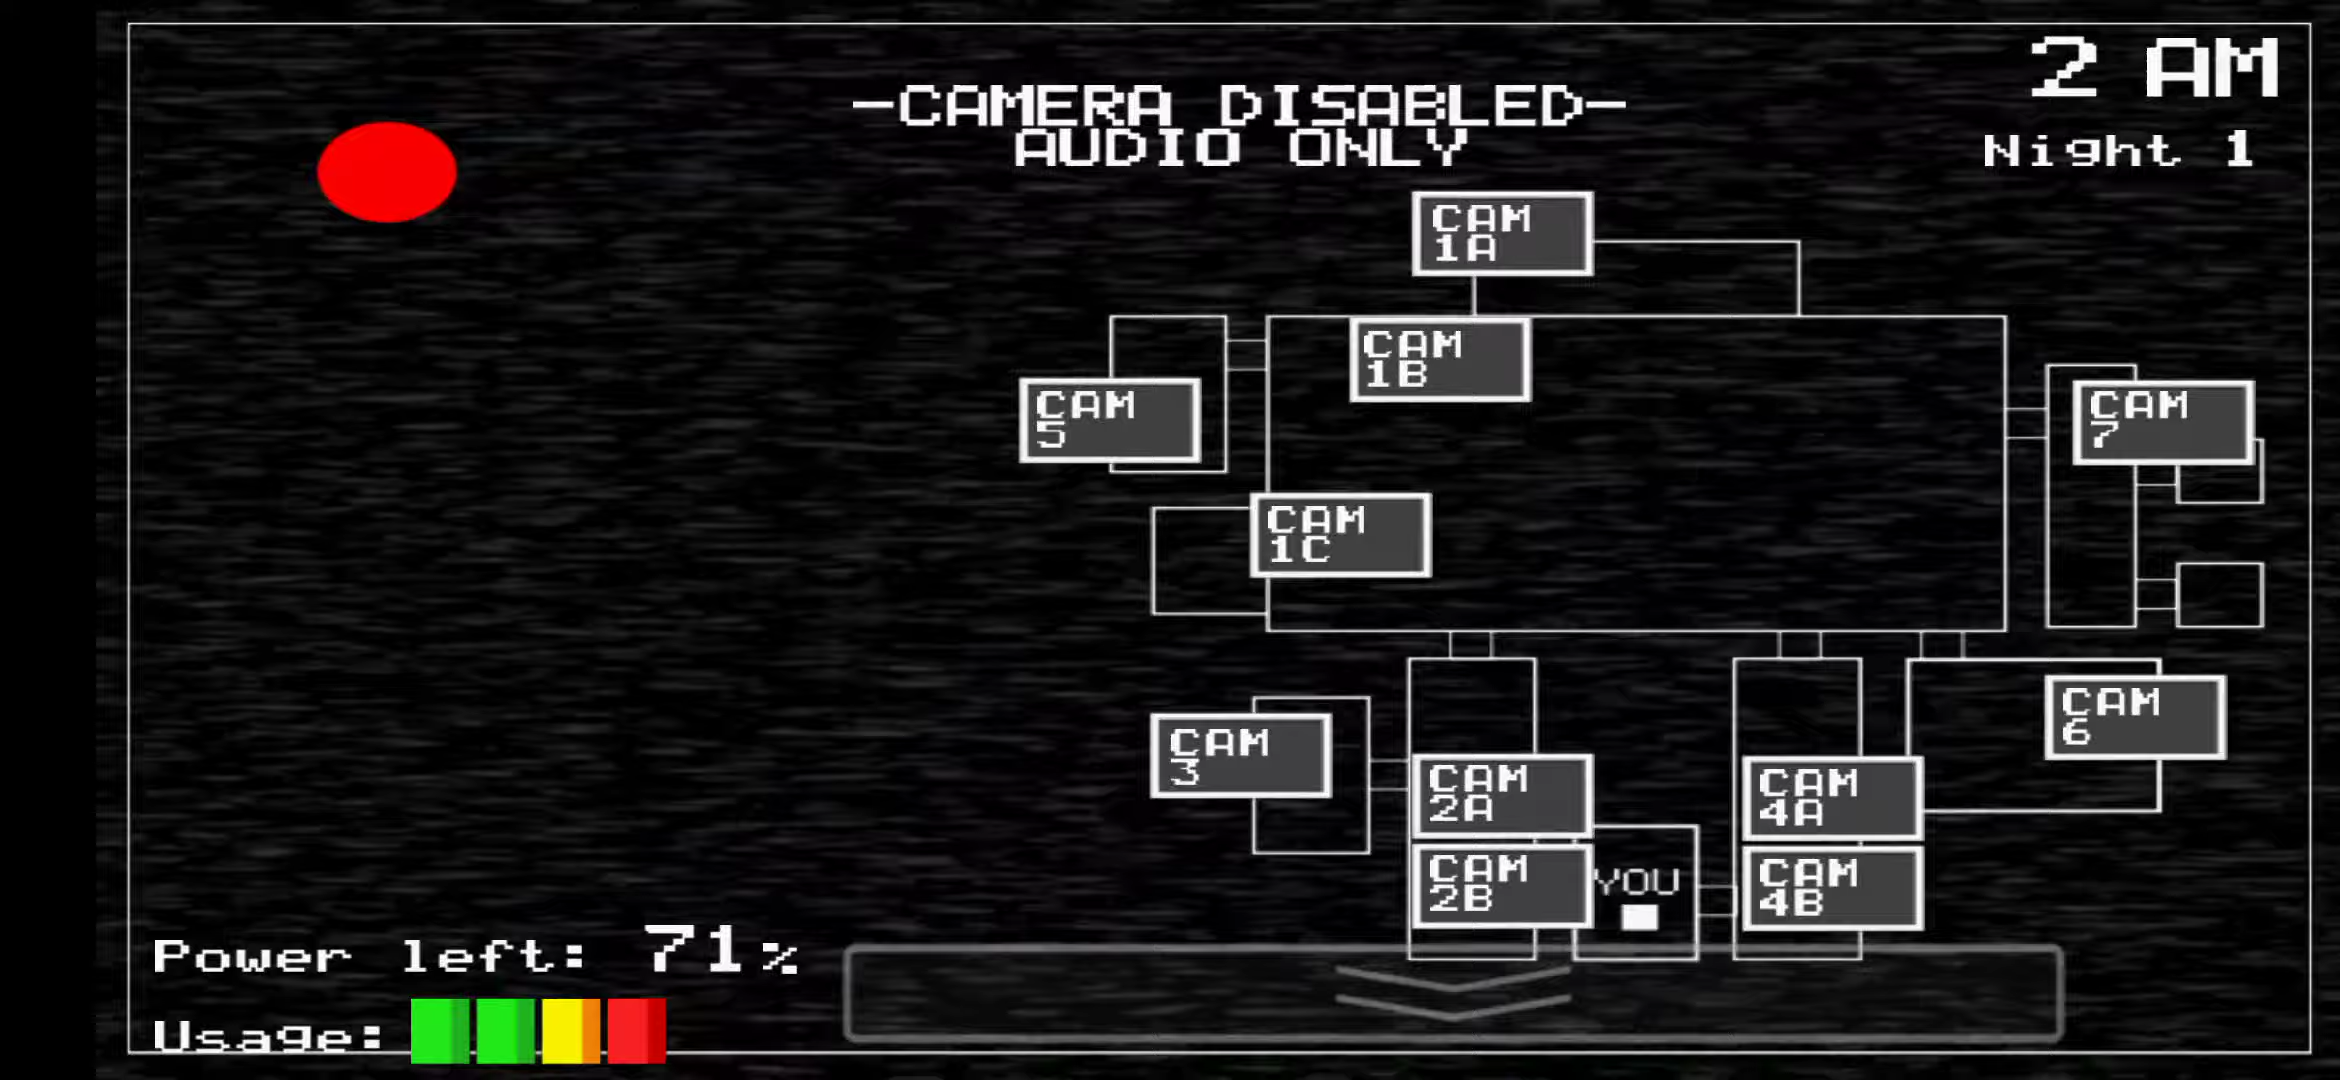 2 AM
-CAMERA DISABLED-
AUDIO ONLY
Night 1
CAM
1A
CAM
1B
CAM
5
CAM
7
CAM
1C
CAM
6
CAM
3
CAM
2A
CAM
4A
CAM
2B
YOU
CAM
4B
Power left: 71%
Usage: